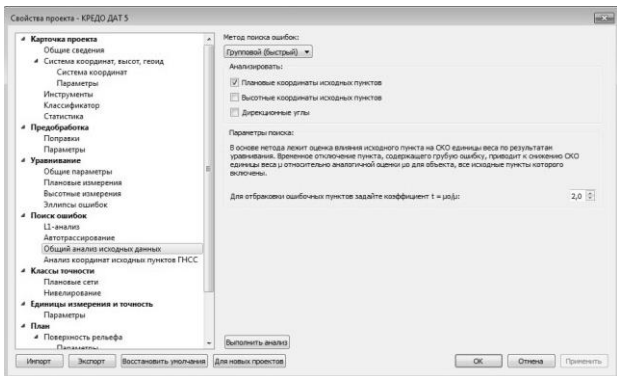 Свойства проекта - КРЕДО ДАТ 5
Карточка проекта
Общие сведения
Система координат, высот, геоид
Система координат
Параметры
Инструменты
Классификатор
Статистика
Предобработка
Поправки
Параметры
Уравнивание
Общие параметры
Плановые измерения
Высотные измерения
Эллипсы ошибок
Поиск ошибок
L1-анализ
Автотрассирование
Общий анализ исходных данных
Анализ координат исходных пунктов ГНСС
Классы точности
Плановые сети
Нивелирование
Единицы измерения и точность
Параметры
План
Поверхность рельефа
Параметры
Метод поиска ошибок:
Групповой (быстрый)
Анализировать:
Плановые координаты исходных пунктов
Высотные координаты исходных пунктов
Дирекционные углы
Параметры поиска:
В основе метода лежит оценка влияния исходного пункта на СКО единицы веса по результатам
уравнивания. Временное отключение пункта, содержащего грубую ошибку, приводит к снижению СКО
единицы веса μ относительно аналогичной оценки μо для объекта, все исходные пункты которого
включены.
Для отбраковки ошибочных пунктов задайте коэффициент t = μо/μ: 2,0
Выполнить анализ
Импорт Экспорт Восстановить умолчания Для новых проектов ОК Отмена Применить